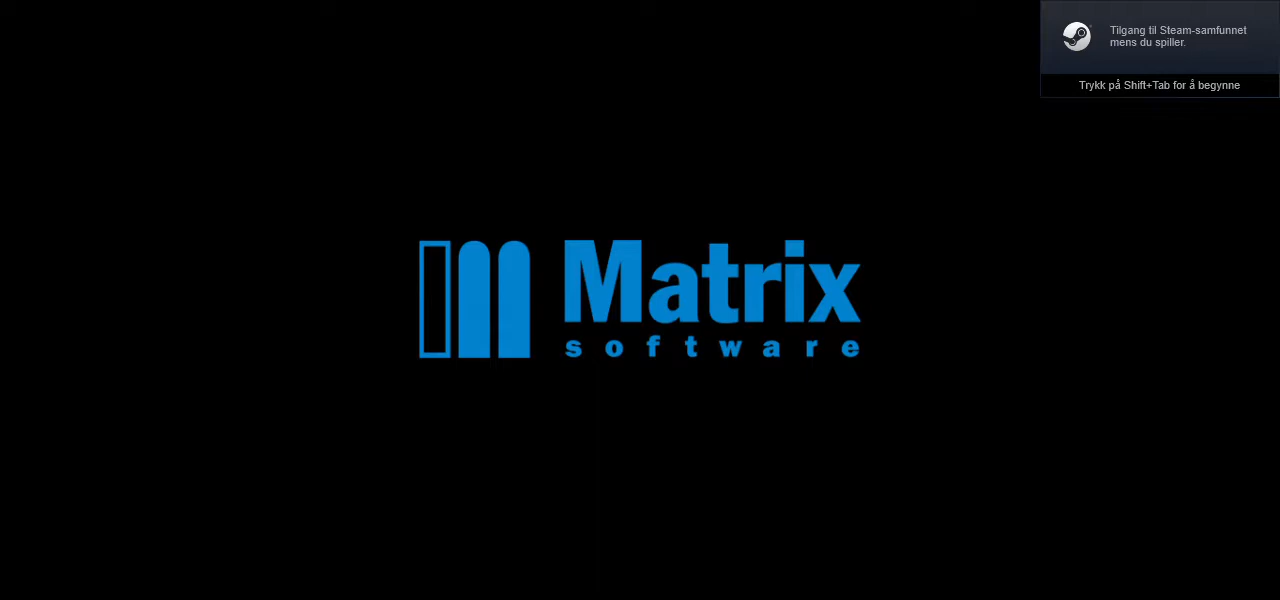 Tilgang til Steam-samfunnet
mens du spiller.
Trykk på Shift+Tab for å begynne
Matrix
software